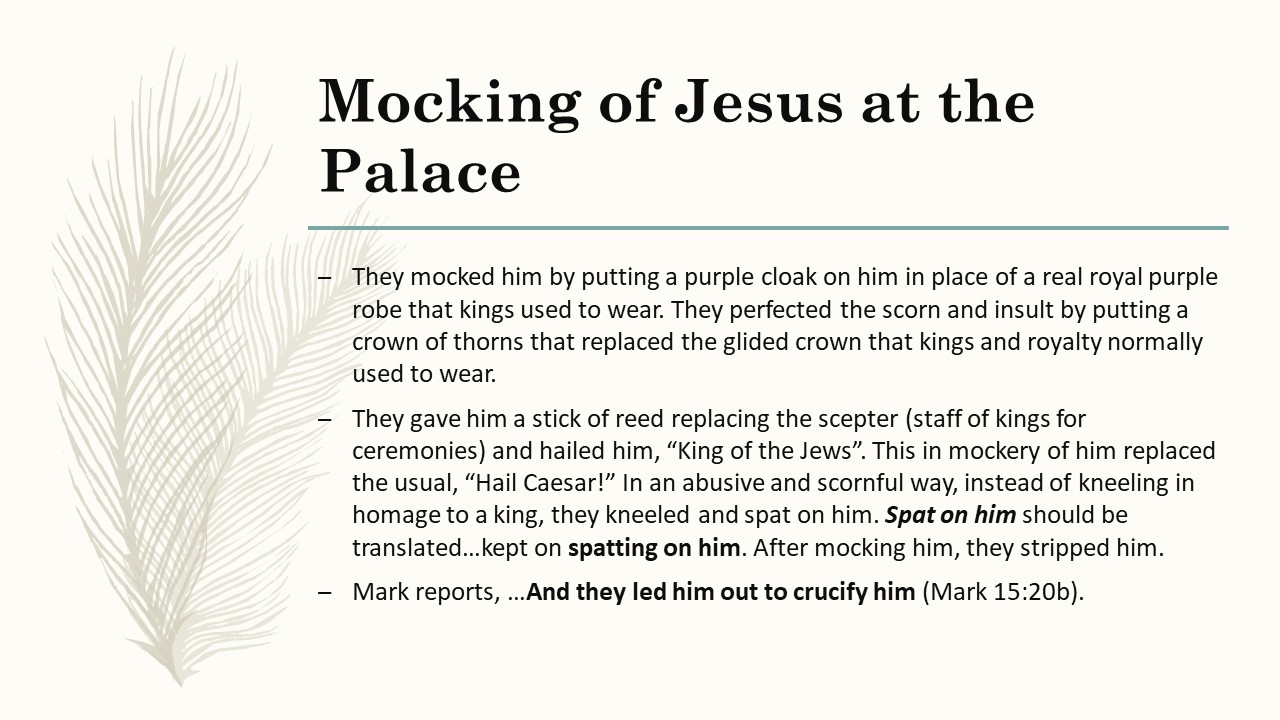 Mocking of Jesus at the
Palace
– They mocked him by putting a purple cloak on him in place of a real royal purple
robe that kings used to wear. They perfected the scorn and insult by putting a
crown of thorns that replaced the glided crown that kings and royalty normally
used to wear.
– They gave him a stick of reed replacing the scepter (staff of kings for
ceremonies) and hailed him, “King of the Jews”. This in mockery of him replaced
the usual, “Hail Caesar!” In an abusive and scornful way, instead of kneeling in
homage to a king, they kneeled and spat on him. Spat on him should be
translated…kept on spatting on him. After mocking him, they stripped him.
– Mark reports, …And they led him out to crucify him (Mark 15:20b).